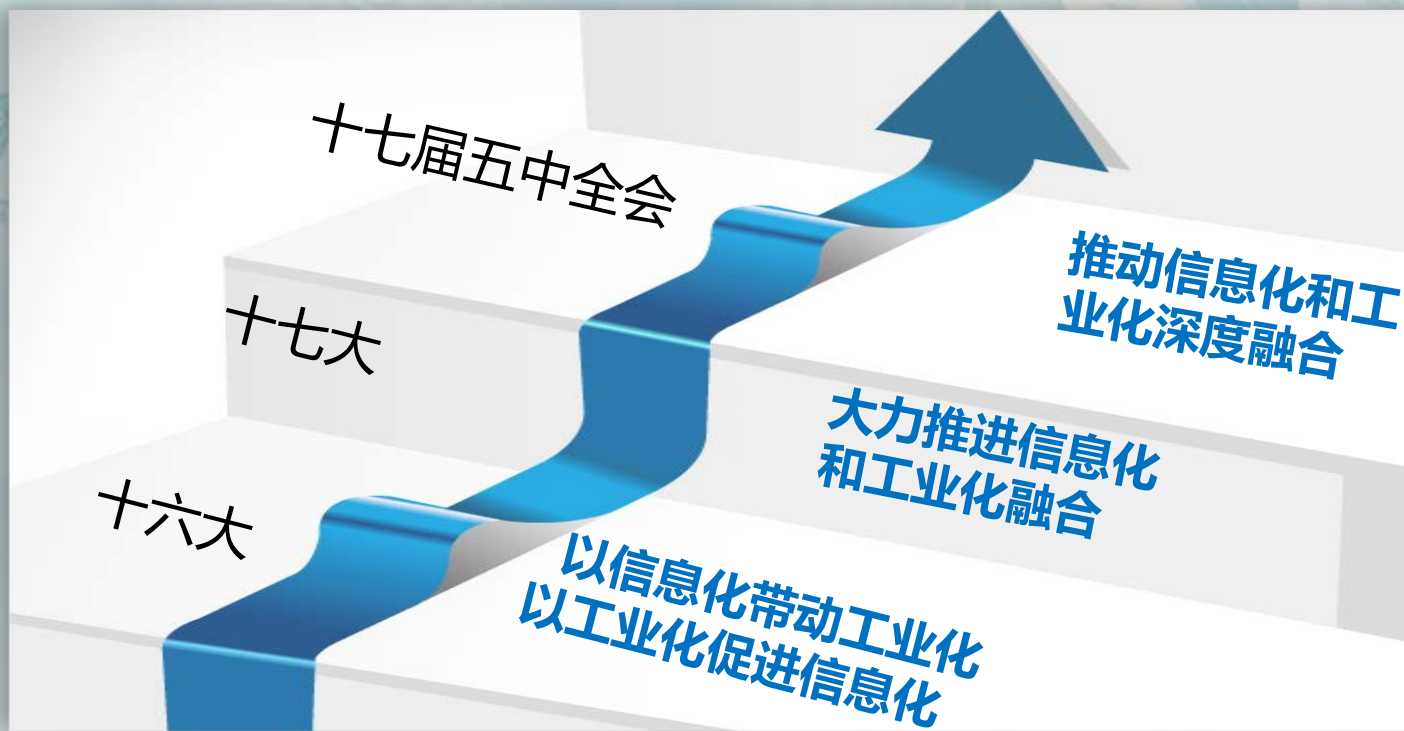 十七届五中全会
推动信息化和工
业化深度融合
十七大
大力推进信息化
和工业化融合
十六大
以信息化带动工业化
以工业化促进信息化